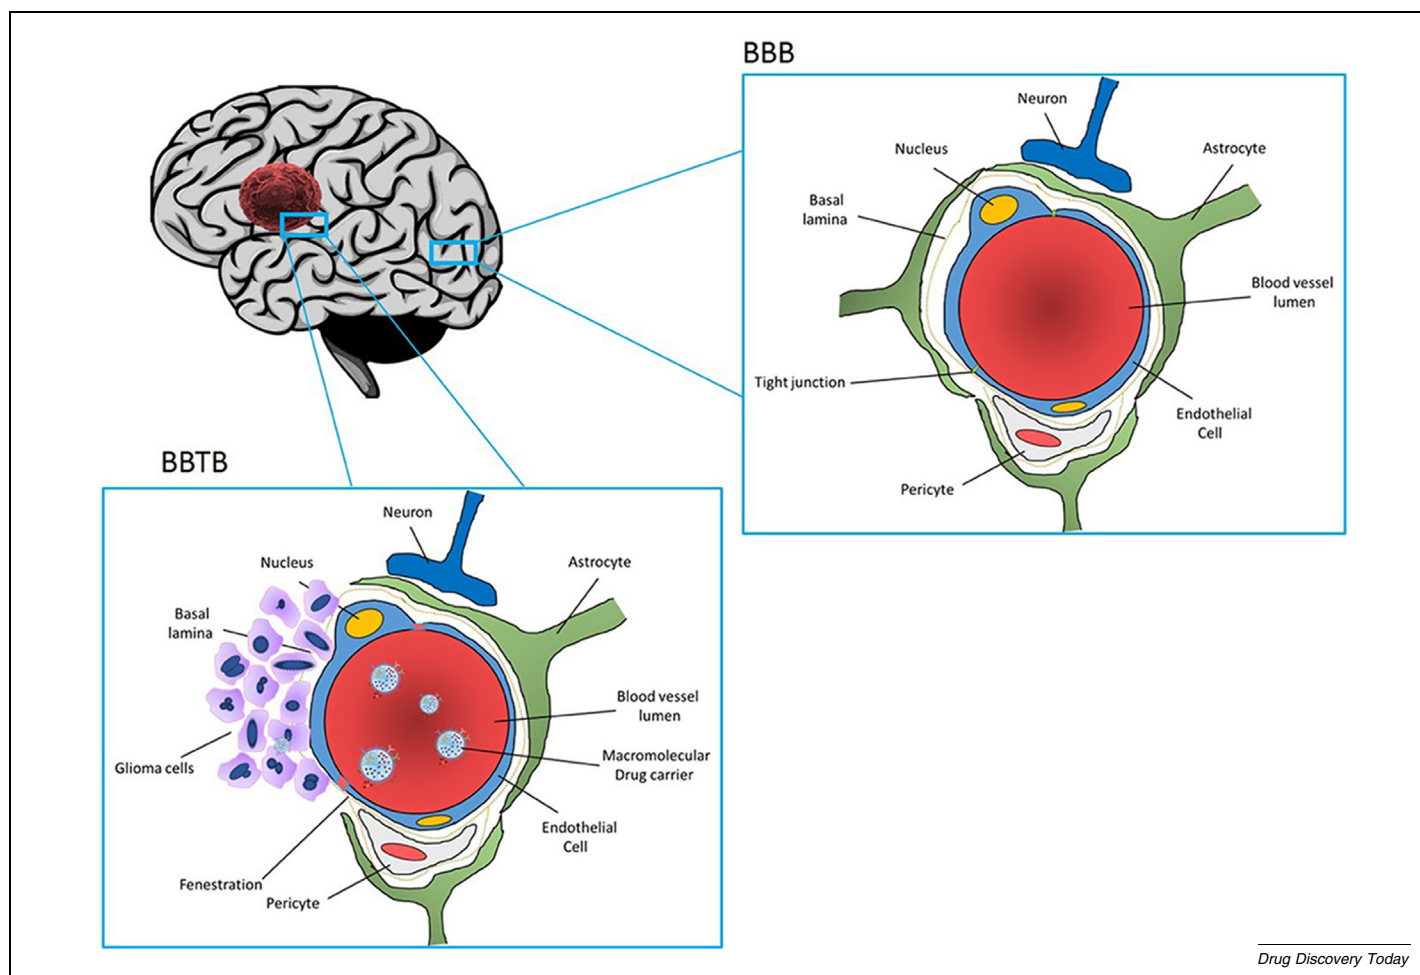 BBB
Neuron
Nucleus
Astrocyte
Basal
lamina
Blood vessel
lumen
Tight junction
Endothelial
Cell
Pericyte
BBTB
Neuron
Nucleus
Astrocyte
Basal
lamina
Blood vessel
lumen
Macromolecular
Drug carrier
Glioma cells
Endothelial
Cell
Fenestration
Pericyte
Drug Discovery Today